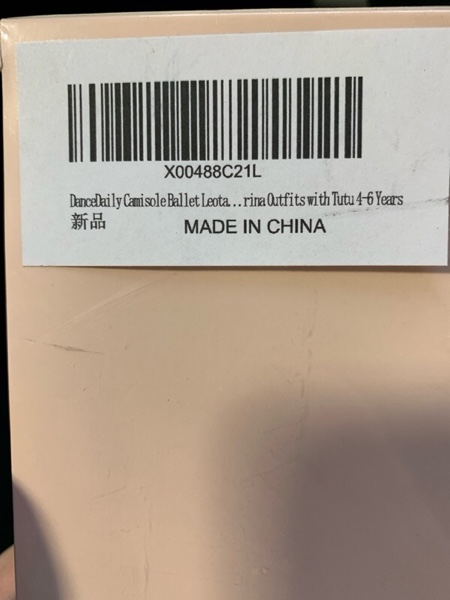 X00488C21L
DanceDaily Camisole Ballet Leota...rina Outfits with Tutu 4-6 Years
新品
MADE IN CHINA